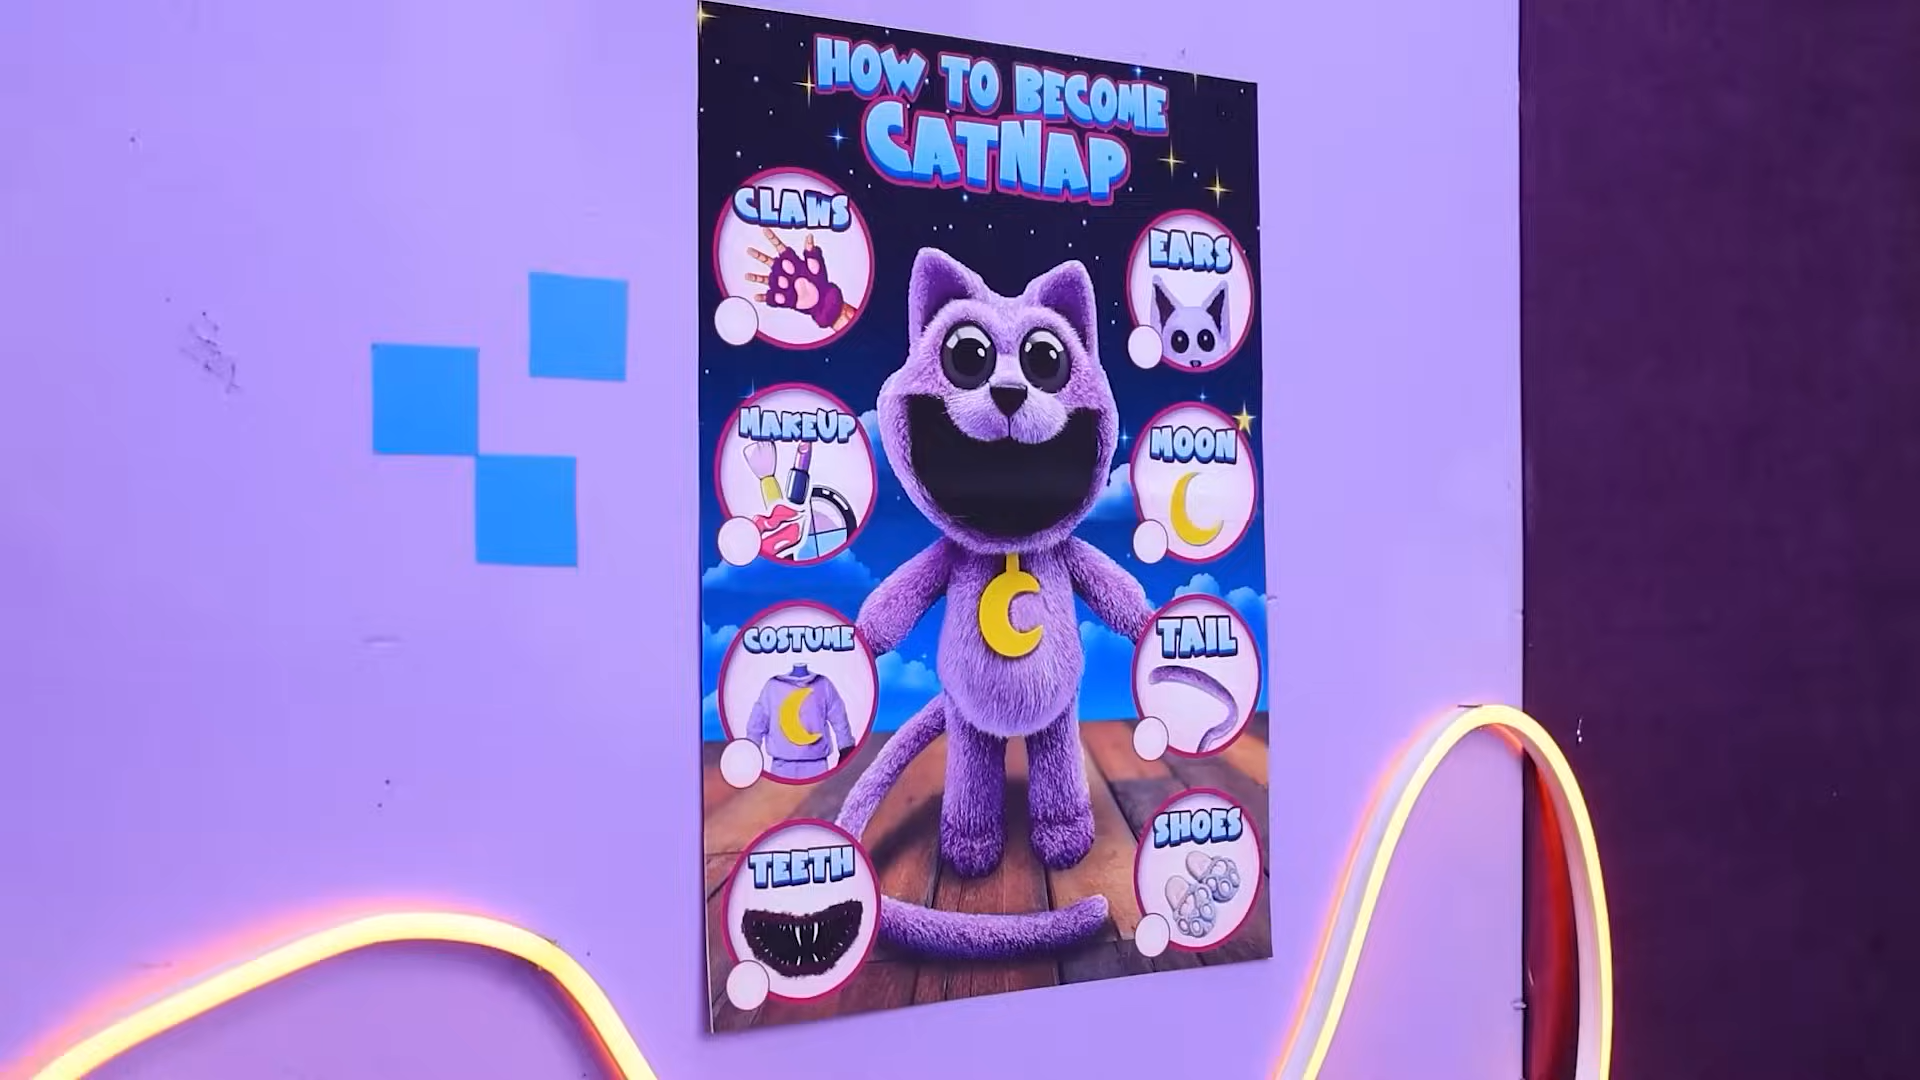 HOW TO BECOME
CATNAP
CLAWS
EARS
MAKEUP
MOON
COSTUME
TAIL
TEETH
SHOES